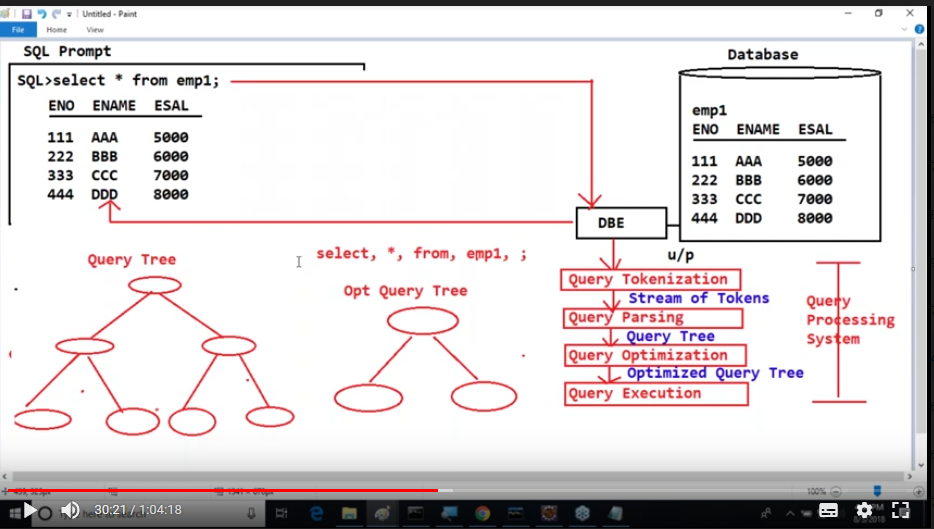 Untitled - Paint
File Home View
SQL Prompt
SQL>select * from emp1;
ENO ENAME ESAL
111 AAA 5000
222 BBB 6000
333 CCC 7000
444 DDD 8000
Database
emp1
ENO ENAME ESAL
111 AAA 5000
222 BBB 6000
333 CCC 7000
444 DDD 8000
DBE
u/p
select, *, from, emp1, ;
Query Tree
Opt Query Tree
Query Tokenization
Stream of Tokens
Query Parsing
Query Tree
Query Optimization
Optimized Query Tree
Query Execution
Query
Processing
System
100%
30:21 / 1:04:18